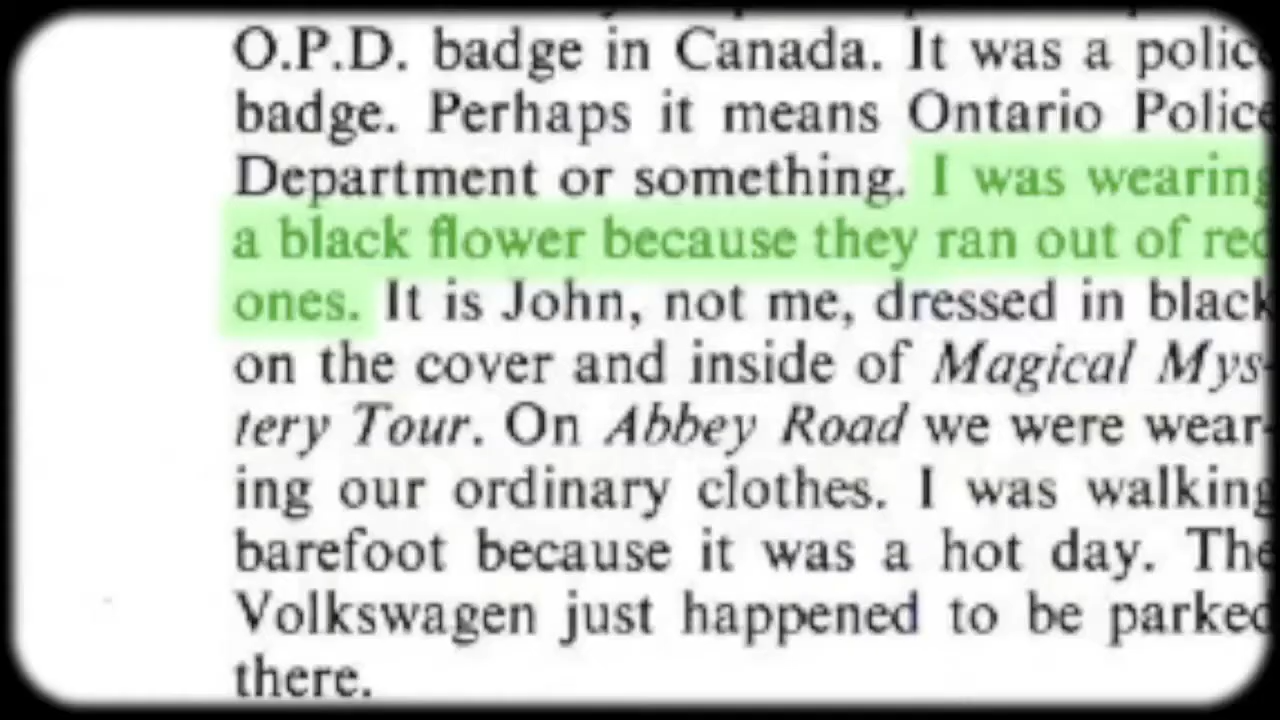 O.P.D. badge in Canada. It was a police
badge. Perhaps it means Ontario Police
Department or something. I was wearing
a black flower because they ran out of red
ones. It is John, not me, dressed in black
on the cover and inside of Magical Mys-
tery Tour. On Abbey Road we were wear-
ing our ordinary clothes. I was walking
barefoot because it was a hot day. The
Volkswagen just happened to be parked
there.